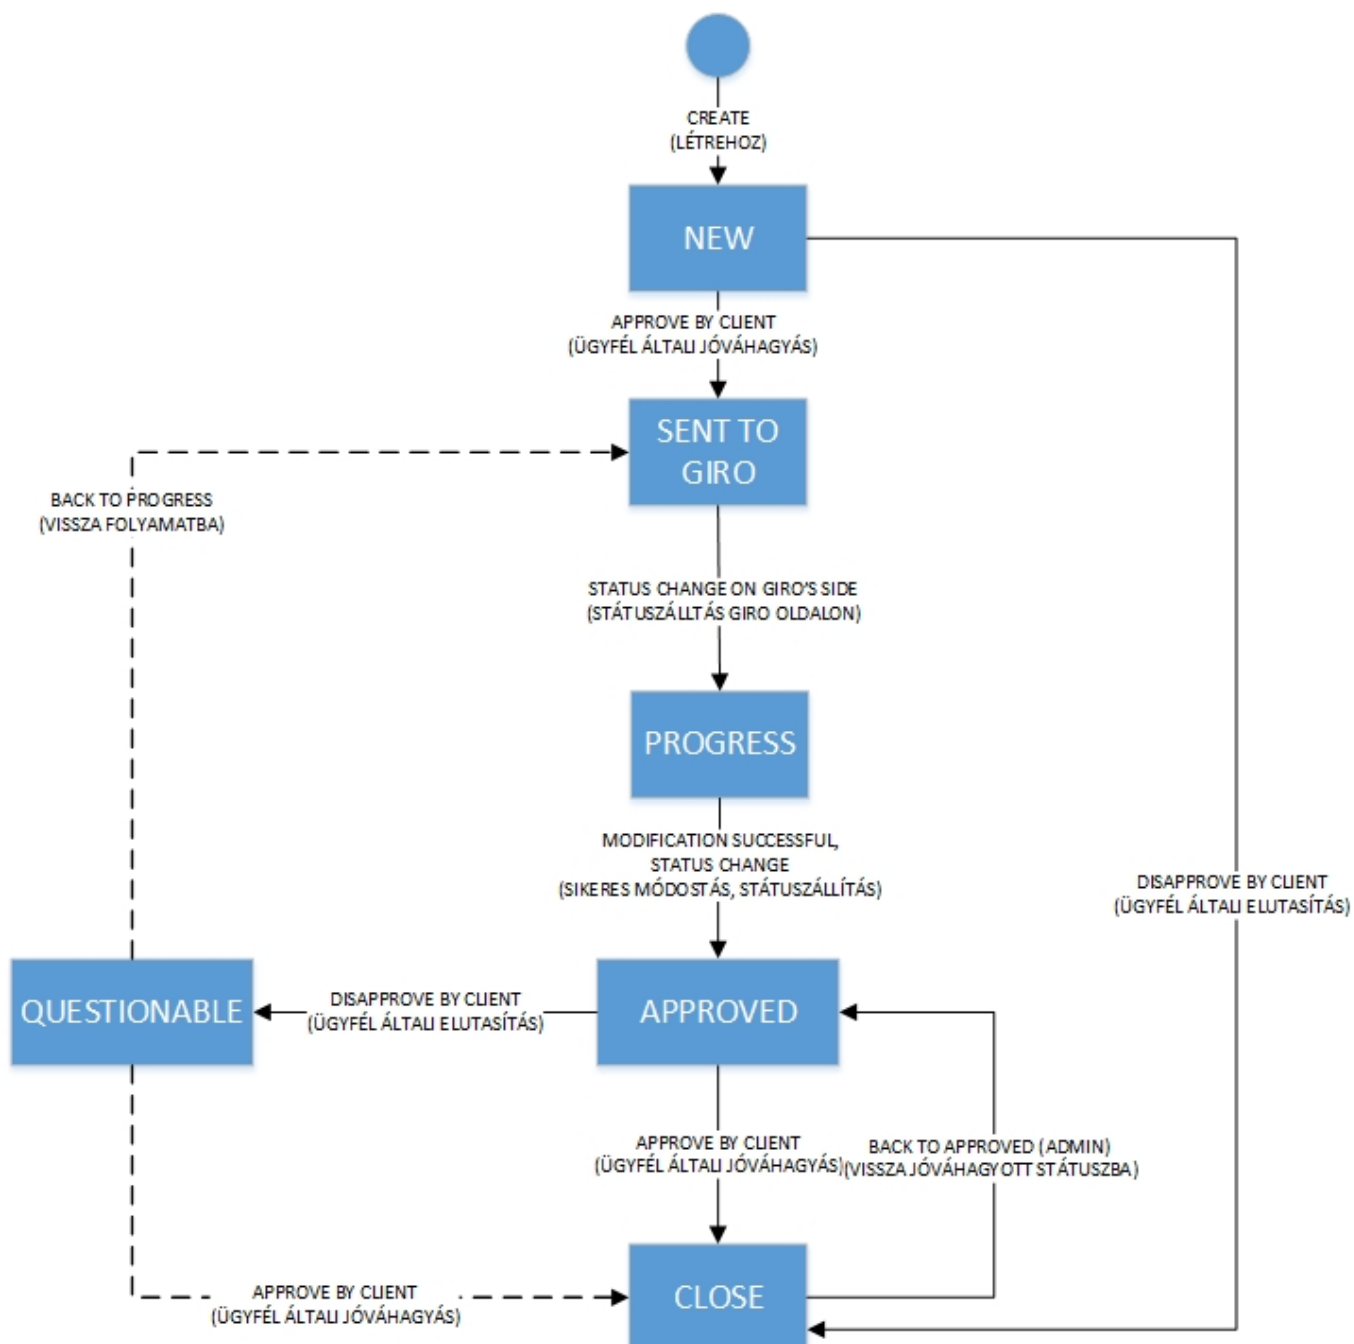 CREATE
(LÉTREHOZ)
NEW
APPROVE BY CLIENT
(ÜGYFÉL ÁLTALI JÓVÁHAGYÁS)
SENT TO
GIRO
BACK TO PROGRESS
(VISSZA FOLYAMATBA)
STATUS CHANGE ON GIRO'S SIDE
(STÁTUSZÁLLTÁS GIRO OLDALON)
PROGRESS
MODIFICATION SUCCESSFUL,
STATUS CHANGE
(SIKERES MÓDOSTÁS, STÁTUSZÁLLÍTÁS)
DISAPPROVE BY CLIENT
(ÜGYFÉL ÁLTALI ELUTASÍTÁS)
QUESTIONABLE
DISAPPROVE BY CLIENT
(ÜGYFÉL ÁLTALI ELUTASÍTÁS)
APPROVED
APPROVE BY CLIENT
(ÜGYFÉL ÁLTALI JÓVÁHAGYÁS)
BACK TO APPROVED (ADMIN)
(VISSZA JÓVÁHAGYOTT STÁTUSZBA)
APPROVE BY CLIENT
(ÜGYFÉL ÁLTALI JÓVÁHAGYÁS)
CLOSE